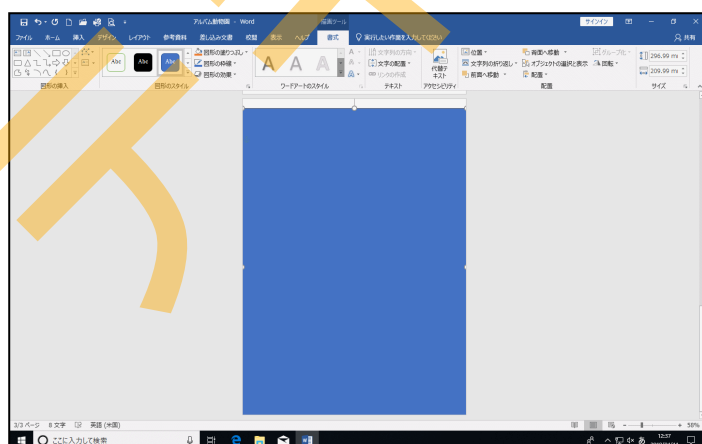 アルバム動物園 - Word
描画ツール
サインイン
ファイル ホーム 挿入 デザイン レイアウト 参考資料 差し込み文書 校閲 表示 ヘルプ 書式 実行したい作業を入力してください
共有
図形の塗りつぶし
図形の枠線
図形の効果
Abc Abc Abc
A A A
文字列の方向
文字の配置
リンクの作成
代替テ
キスト
位置
文字列の折り返し
前面へ移動
背面へ移動
オブジェクトの選択と表示
配置
グループ化
回転
296.99 mi
209.99 mi
図形の挿入 図形のスタイル ワードアートのスタイル テキスト アクセシビリティ 配置 サイズ
3/3 ページ 8 文字 英語 (米国)
50%
ここに入力して検索
あ
12:37